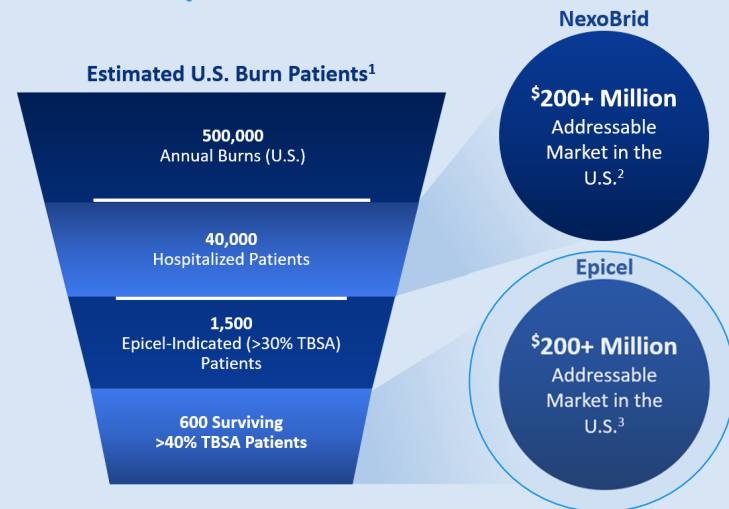 NexoBrid
Estimated U.S. Burn Patients1
$200+ Million
Addressable
Market in the
U.S.2
500,000
Annual Burns (U.S.)
40,000
Hospitalized Patients
Epicel
1,500
Epicel-Indicated (>30% TBSA)
Patients
$200+ Million
Addressable
Market in the
U.S.3
600 Surviving
>40% TBSA Patients